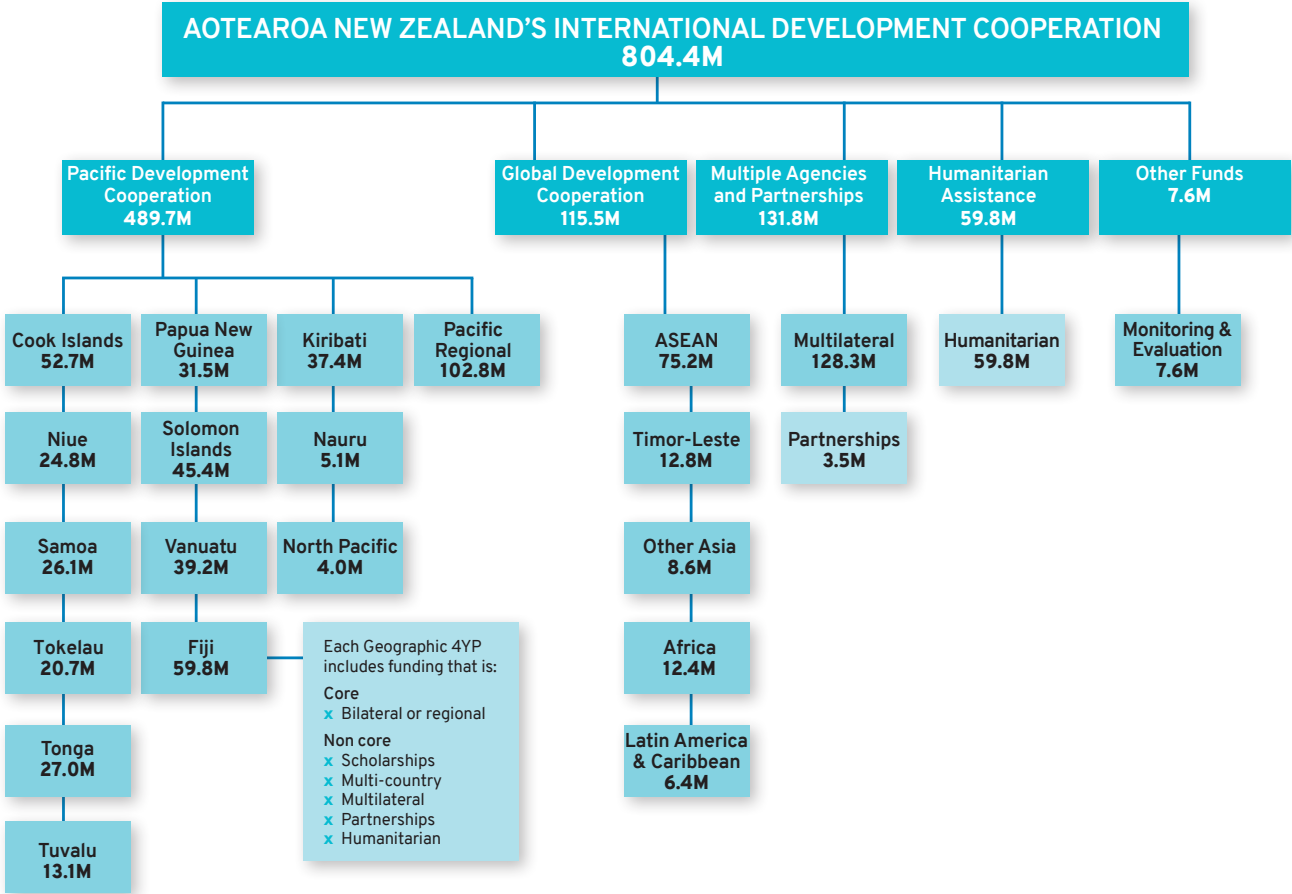 AOTEAROA NEW ZEALAND'S INTERNATIONAL DEVELOPMENT COOPERATION
804.4M
Pacific Development
Cooperation
489.7M
Global Development
Cooperation
115.5M
Multiple Agencies
and Partnerships
131.8M
Humanitarian
Assistance
59.8M
Other Funds
7.6M
Cook Islands
52.7M
Papua New
Guinea
31.5M
Kiribati
37.4M
Pacific
Regional
102.8M
ASEAN
75.2M
Multilateral
128.3M
Humanitarian
59.8M
Monitoring &
Evaluation
7.6M
Niue
24.8M
Solomon
Islands
45.4M
Nauru
5.1M
Timor-Leste
12.8M
Partnerships
3.5M
Samoa
26.1M
Vanuatu
39.2M
North Pacific
4.0M
Other Asia
8.6M
Tokelau
20.7M
Fiji
59.8M
Each Geographic 4YP
includes funding that is:
Core
x Bilateral or regional
Non core
x Scholarships
x Multi-country
x Multilateral
x Partnerships
x Humanitarian
Africa
12.4M
Tonga
27.0M
Latin America
& Caribbean
6.4M
Tuvalu
13.1M